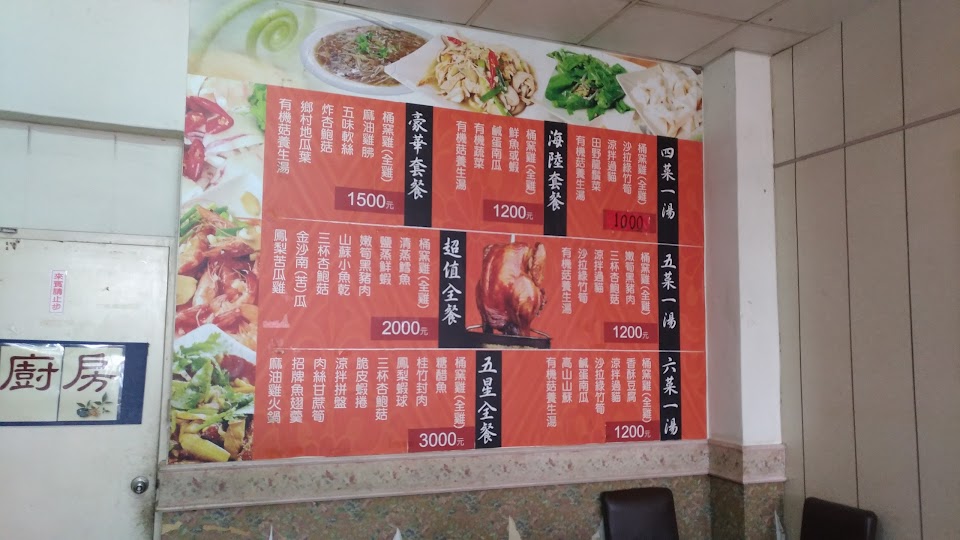 四菜一湯
桶窯雞(全雞)
沙拉綠竹筍
涼拌過貓
田野龍鬚菜
有機菇養生湯
1000
海陸套餐
桶窯雞(全雞)
鮮魚或蝦
鹹蛋南瓜
有機蔬菜
有機菇養生湯
1200元
豪華套餐
桶窯雞(全雞)
麻油雞腑
五味軟絲
炸杏鮑菇
鄉村地瓜葉
有機菇養生湯
1500元
五菜一湯
桶窯雞(全雞)
嫩筍黑豬肉
三杯杏鮑菇
涼拌過貓
沙拉綠竹筍
有機菇養生湯
1200元
超值全餐
桶窯雞(全雞)
清蒸鱈魚
鹽蒸鮮蝦
嫩筍黑豬肉
山蘇小魚乾
三杯杏鮑菇
金沙南(苦)瓜
鳳梨苦瓜雞
2000元
六菜一湯
桶窯雞(全雞)
香酥豆腐
涼拌過貓
沙拉綠竹筍
鹹蛋南瓜
高山山蘇
有機菇養生湯
1200元
五星全餐
桶窯雞(全雞)
糖醋魚
桂竹封肉
鳳梨蝦球
三杯杏鮑菇
脆皮蝦捲
涼拌拼盤
肉絲甘蔗筍
招牌魚翅羹
麻油雞火鍋
3000元
來賓請止步
廚房